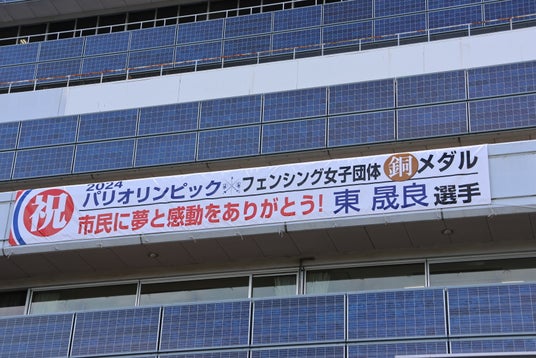 祝
2024
パリオリンピック フェンシング女子団体 銅メダル
市民に夢と感動をありがとう! 東 晟良 選手